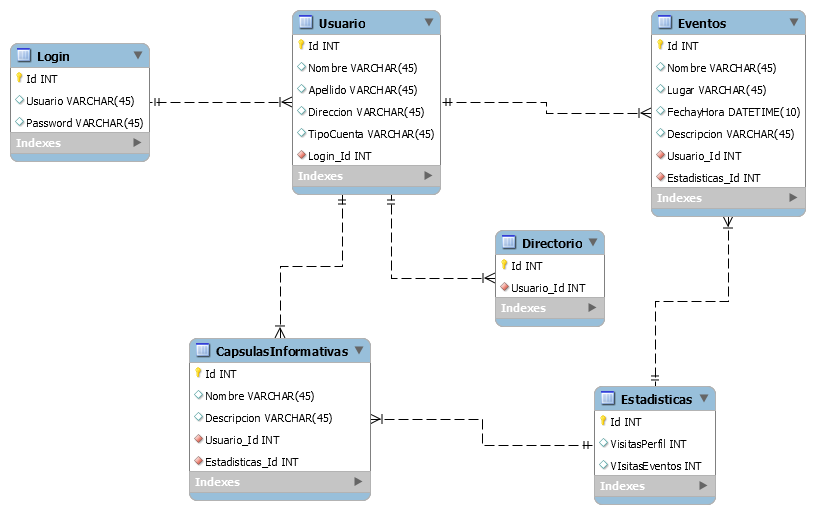 Login
Id INT
Usuario VARCHAR(45)
Password VARCHAR(45)
Indexes
Usuario
Id INT
Nombre VARCHAR(45)
Apellido VARCHAR(45)
Direccion VARCHAR(45)
TipoCuenta VARCHAR(45)
Login_Id INT
Indexes
Eventos
Id INT
Nombre VARCHAR(45)
Lugar VARCHAR(45)
FechayHora DATETIME(10)
Descripcion VARCHAR(45)
Usuario_Id INT
Estadisticas_Id INT
Indexes
Directorio
Id INT
Usuario_Id INT
Indexes
CapsulasInformativas
Id INT
Nombre VARCHAR(45)
Descripcion VARCHAR(45)
Usuario_Id INT
Estadisticas_Id INT
Indexes
Estadisticas
Id INT
VisitasPerfil INT
VIsitasEventos INT
Indexes